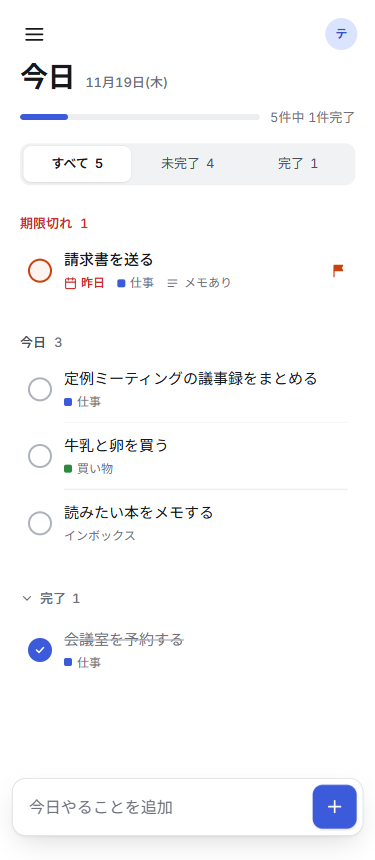 テ
今日 11月19日(木)
5件中 1件完了
すべて 5 未完了 4 完了 1
期限切れ 1
請求書を送る
昨日 仕事 メモあり
今日 3
定例ミーティングの議事録をまとめる
仕事
牛乳と卵を買う
買い物
読みたい本をメモする
インボックス
完了 1
会議室を予約する
仕事
今日やることを追加